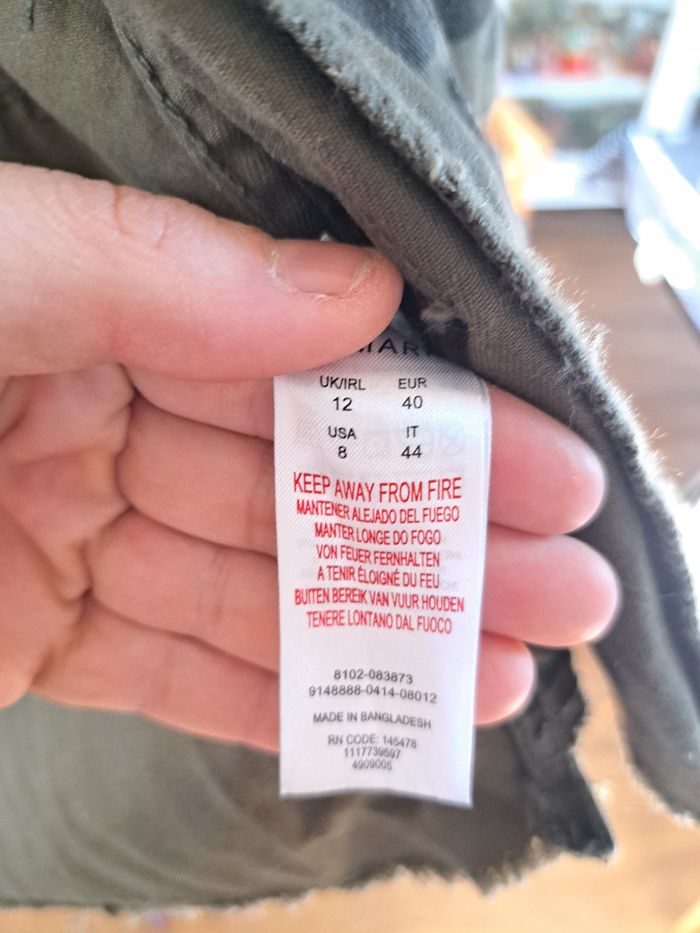 UK/IRL EUR
12 40
USA IT
8 44
KEEP AWAY FROM FIRE
MANTENER ALEJADO DEL FUEGO
MANTER LONGE DO FOGO
VON FEUER FERNHALTEN
A TENIR ÉLOIGNÉ DU FEU
BUITEN BEREIK VAN VUUR HOUDEN
TENERE LONTANO DAL FUOCO
8102-083873
9148888-0414-08012
MADE IN BANGLADESH
RN CODE: 145478
1117739597
4909005